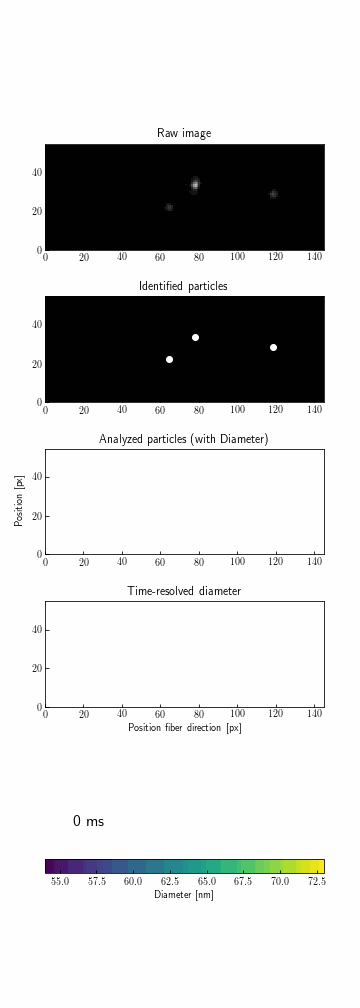 Raw image
40
20
0
0 20 40 60 80 100 120 140
Identified particles
40
20
0
0 20 40 60 80 100 120 140
Analyzed particles (with Diameter)
Position [px]
40
20
0
0 20 40 60 80 100 120 140
Time-resolved diameter
40
20
0
0 20 40 60 80 100 120 140
Position fiber direction [px]
0 ms
55.0 57.5 60.0 62.5 65.0 67.5 70.0 72.5
Diameter [nm]